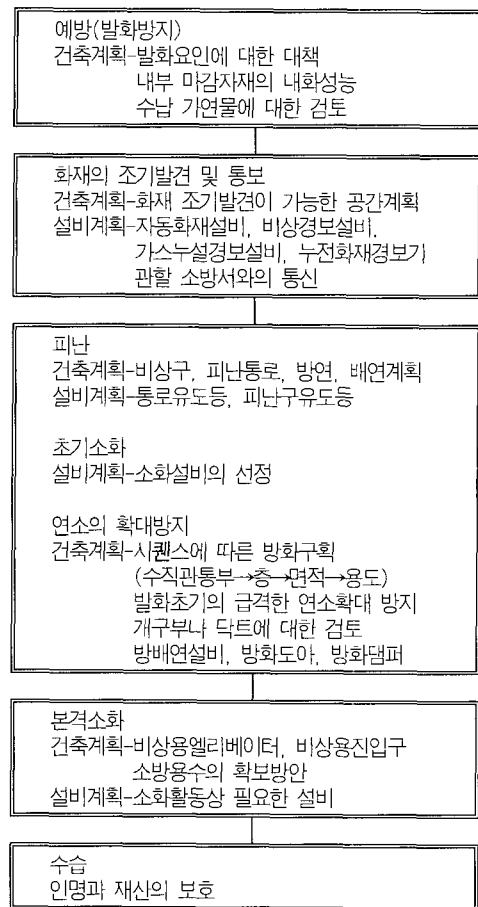 예방(발화방지)
건축계획-발화요인에 대한 대책
내부 마감자재의 내화성능
수납 가연물에 대한 검토
화재의 조기발견 및 통보
건축계획-화재 조기발견이 가능한 공간계획
설비계획-자동화재설비, 비상경보설비,
가스누설경보설비, 누전화재경보기
관할 소방서와의 통신
피난
건축계획-비상구, 피난통로, 방연, 배연계획
설비계획-통로유도등, 피난구유도등
초기소화
설비계획-소화설비의 선정
연소의 확대방지
건축계획-시퀜스에 따른 방화구획
(수직관통부→층→면적→용도)
발화초기의 급격한 연소확대 방지
개구부나 닥트에 대한 검토
방배연설비, 방화도아, 방화댐퍼
본격소화
건축계획-비상용엘리베이터, 비상용진입구
소방용수의 확보방안
설비계획-소화활동상 필요한 설비
수습
인명과 재산의 보호